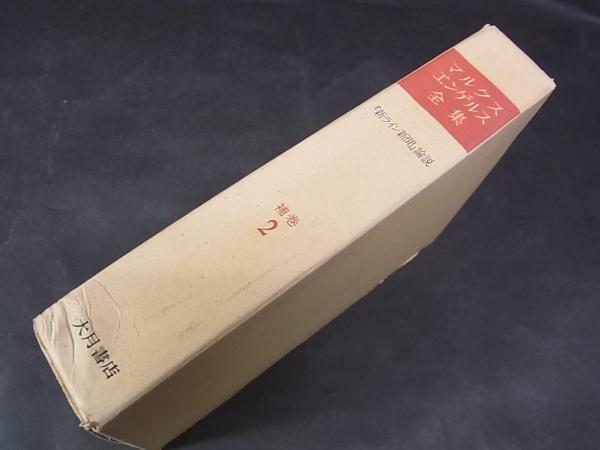 マルクス
エンゲルス
全集
『新ライン新聞』論説
補巻
2
大月書店